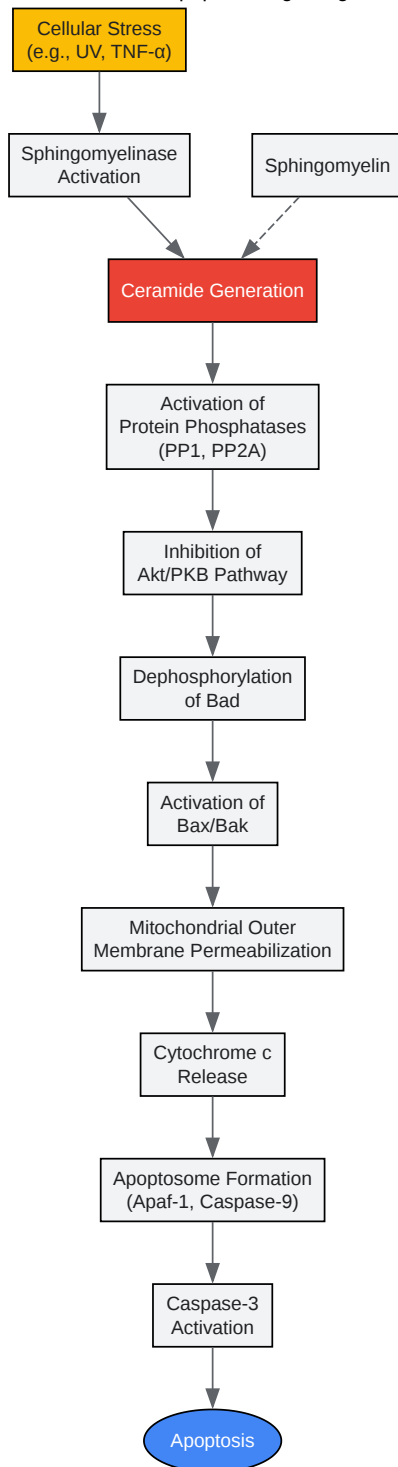 Cellular Stress
(e.g., UV, TNF-α)
Sphingomyelinase
Activation
Sphingomyelin
Ceramide Generation
Activation of
Protein Phosphatases
(PP1, PP2A)
Inhibition of
Akt/PKB Pathway
Dephosphorylation
of Bad
Activation of
Bax/Bak
Mitochondrial Outer
Membrane Permeabilization
Cytochrome c
Release
Apoptosome Formation
(Apaf-1, Caspase-9)
Caspase-3
Activation
Apoptosis